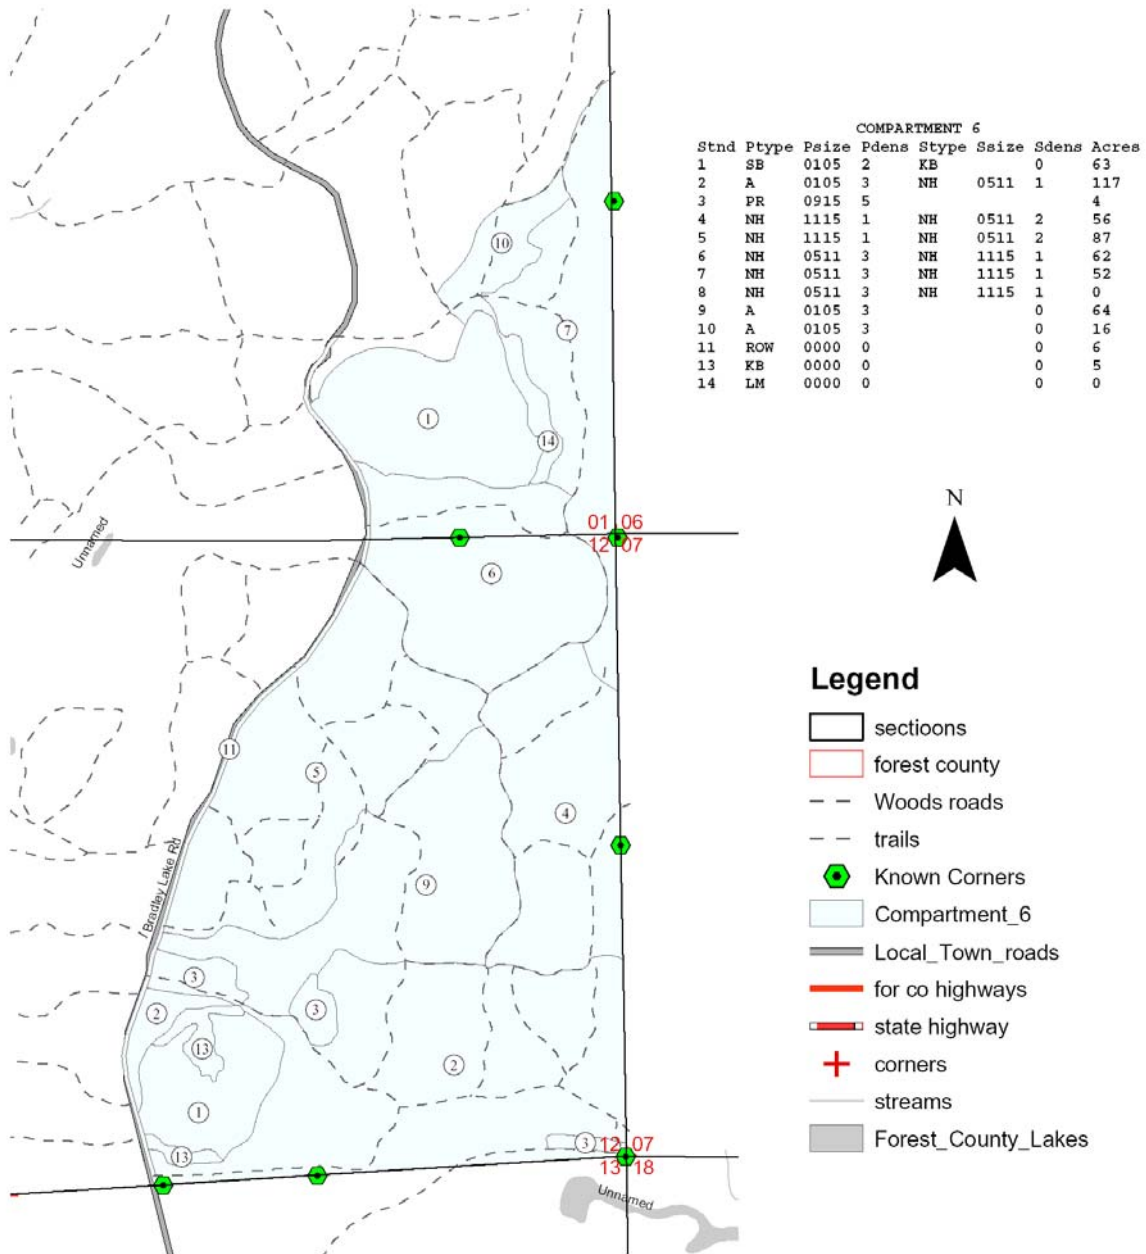 COMPARTMENT 6
Stnd Ptype Psize Pdens Stype Ssize Sdens Acres
1 SB 0105 2 KB 0 63
2 A 0105 3 NH 0511 1 117
3 PR 0915 5 4
4 NH 1115 1 NH 0511 2 56
5 NH 1115 1 NH 0511 2 87
6 NH 0511 3 NH 1115 1 62
7 NH 0511 3 NH 1115 1 52
8 NH 0511 3 NH 1115 1 0
9 A 0105 3 0 64
10 A 0105 3 0 16
11 ROW 0000 0 0 6
13 KB 0000 0 0 5
14 LM 0000 0 0 0
10
7
1
14
01 06
12 07
Unnamed
6
11
5
4
Bradley Lake Rd
9
3
3
2
13
2
1
3
13
12 07
13 18
Unnamed
N
Legend
sectioons
forest county
Woods roads
trails
Known Corners
Compartment_6
Local_Town_roads
for co highways
state highway
corners
streams
Forest_County_Lakes